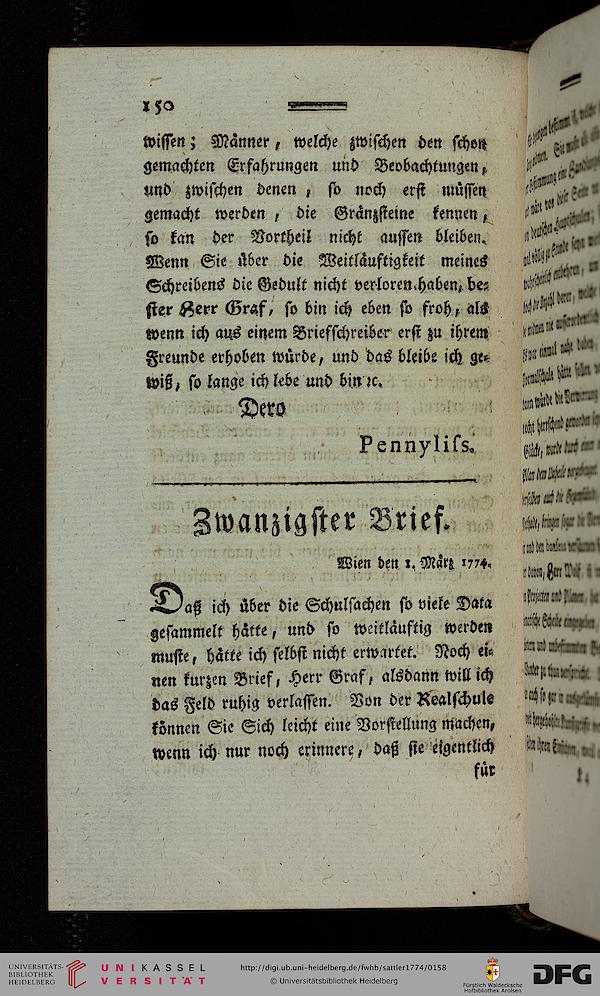 150
wissen; Männer, welche zwischen den schon
gemachten Erfahrungen und Beobachtungen,
und zwischen denen, so noch erst müssen
gemacht werden, die Gränzsteine kennen,
so kan der Vortheil nicht aussen bleiben.
Wenn Sie über die Weitläuftigkeit meines
Schreibens die Gedult nicht verloren haben, be-
ster Herr Graf, so bin ich eben so froh, als
wenn ich aus einem Briefschreiber erst zu ihrem
Freunde erhoben würde, und das bleibe ich ge-
wiß, so lange ich lebe und bin ꝛc.
Dero
Pennylifs.
Zwanzigster Brief.
Wien den 1. März 1774.
Daß ich über die Schulsachen so viele Data
gesammelt hätte, und so weitläuftig werden
muste, hätte ich selbst nicht erwartet. Noch ei-
nen kurzen Brief, Herr Graf, alsdann will ich
das Feld ruhig verlassen. Von der Realschule
können Sie Sich leicht eine Vorstellung machen,
wenn ich nur noch erinnere, daß sie eigentlich
für
UNIVERSITÄTS-
BIBLIOTHEK
HEIDELBERG
UNIKASSEL
VERSITÄT
http://digi.ub.uni-heidelberg.de/fwhb/sattler1774/0158
© Universitätsbibliothek Heidelberg
Fürstlich Waldecksche
Hofbibliothek Arolsen
DFG